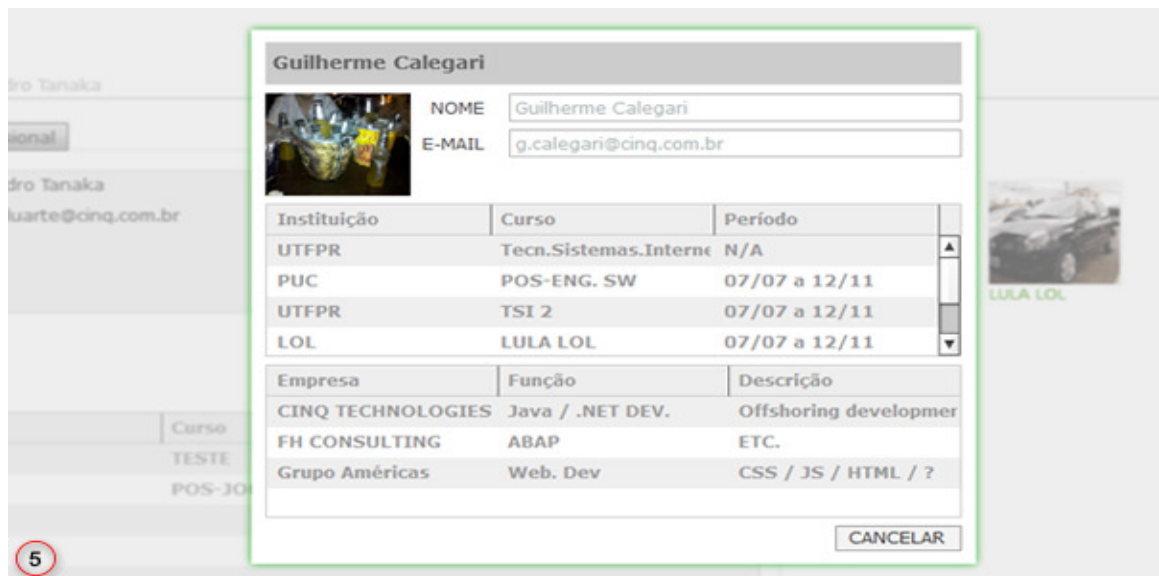 Guilherme Calegari
dro Tanaka
NOME Guilherme Calegari
sional
E-MAIL g.calegari@cinq.com.br
dro Tanaka
luarte@cinq.com.br
Instituição Curso Período
UTFPR Tecn.Sistemas.Interne N/A
PUC POS-ENG. SW 07/07 a 12/11
LULA LOL
UTFPR TSI 2 07/07 a 12/11
LOL LULA LOL 07/07 a 12/11
Empresa Função Descrição
CINQ TECHNOLOGIES Java / .NET DEV. Offshoring developmer
Curso
FH CONSULTING ABAP ETC.
TESTE
Grupo Américas Web. Dev CSS / JS / HTML / ?
POS-JO
CANCELAR
5